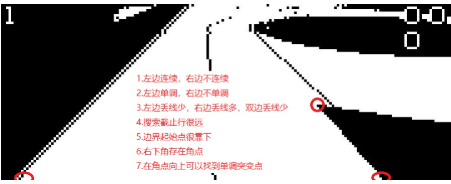 1
0 0
0
1.左边连续，右边不连续
2.左边单调，右边不单调
3.左边丢线少，右边丢线多，双边丢线少
4.搜索截止行很远
5.边界起始点很靠下
6.右下角存在角点
7.在角点向上可以找到单调突变点